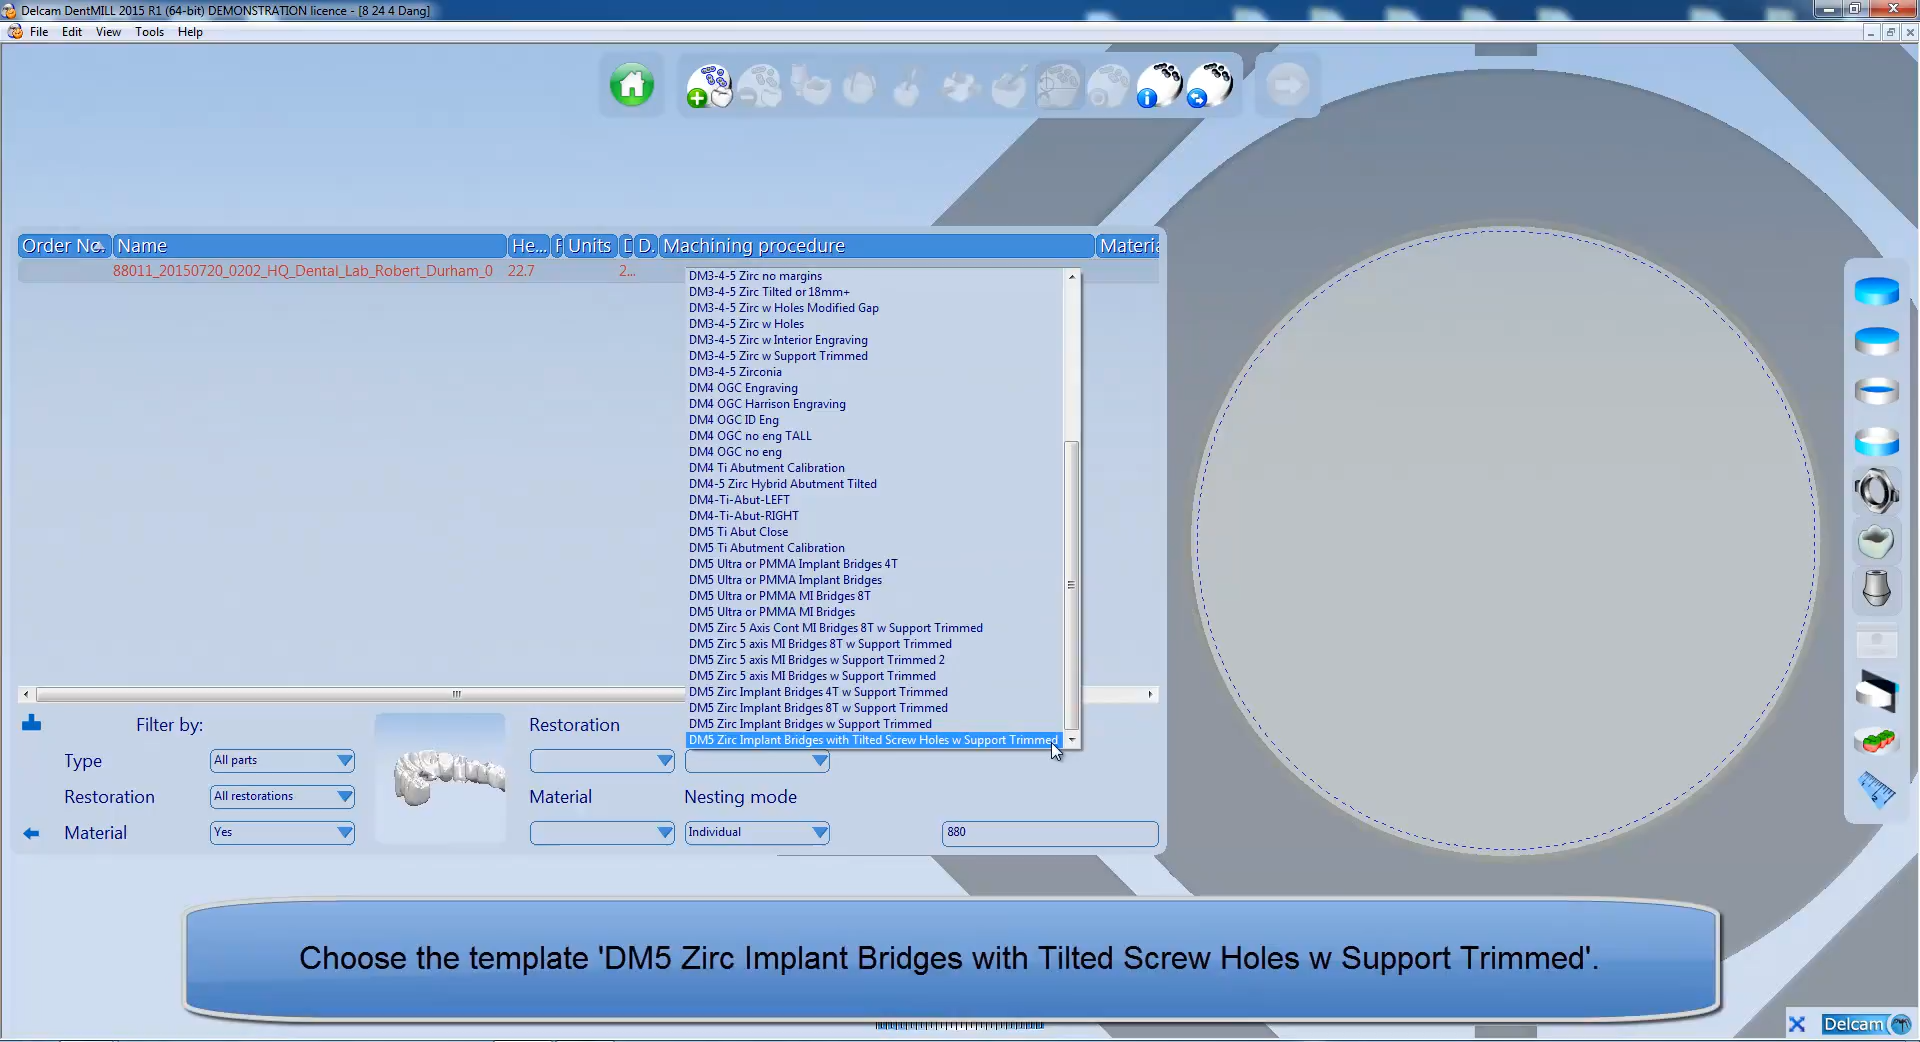 Delcam DentMILL 2015 R1 (64-bit) DEMONSTRATION licence - [8 24 4 Dang]
File Edit View Tools Help
Order No. Name He... F Units D. Machining procedure Materia
88011_20150720_0202_HQ_Dental_Lab_Robert_Durham_0 22.7 2...
DM3-4-5 Zirc no margins
DM3-4-5 Zirc Tilted or 18mm+
DM3-4-5 Zirc w Holes Modified Gap
DM3-4-5 Zirc w Holes
DM3-4-5 Zirc w Interior Engraving
DM3-4-5 Zirc w Support Trimmed
DM3-4-5 Zirconia
DM4 OGC Engraving
DM4 OGC Harrison Engraving
DM4 OGC ID Eng
DM4 OGC no eng TALL
DM4 OGC no eng
DM4 Ti Abutment Calibration
DM4-5 Zirc Hybrid Abutment Tilted
DM4-Ti-Abut-LEFT
DM4-Ti-Abut-RIGHT
DM5 Ti Abut Close
DM5 Ti Abutment Calibration
DM5 Ultra or PMMA Implant Bridges 4T
DM5 Ultra or PMMA Implant Bridges
DM5 Ultra or PMMA MI Bridges 8T
DM5 Ultra or PMMA MI Bridges
DM5 Zirc 5 Axis Cont MI Bridges 8T w Support Trimmed
DM5 Zirc 5 axis MI Bridges 8T w Support Trimmed
DM5 Zirc 5 axis MI Bridges w Support Trimmed 2
DM5 Zirc 5 axis MI Bridges w Support Trimmed
DM5 Zirc Implant Bridges 4T w Support Trimmed
DM5 Zirc Implant Bridges 8T w Support Trimmed
DM5 Zirc Implant Bridges w Support Trimmed
DM5 Zirc Implant Bridges with Tilted Screw Holes w Support Trimmed
Filter by: Restoration
Type All parts
Restoration All restorations Material Nesting mode
Material Yes Individual 880
Choose the template 'DM5 Zirc Implant Bridges with Tilted Screw Holes w Support Trimmed'.
Delcam